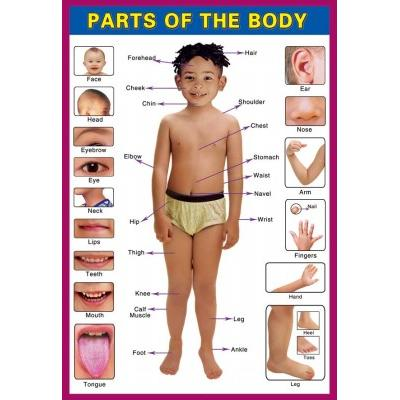 PARTS OF THE BODY
Face
Head
Eyebrow
Eye
Neck
Lips
Teeth
Mouth
Tongue
Forehead
Hair
Cheek
Chin
Shoulder
Chest
Elbow
Stomach
Waist
Navel
Hip
Wrist
Thigh
Knee
Calf
Muscle
Leg
Foot
Ankle
Ear
Nose
Arm
Nail
Fingers
Hand
Heel
Toes
Leg